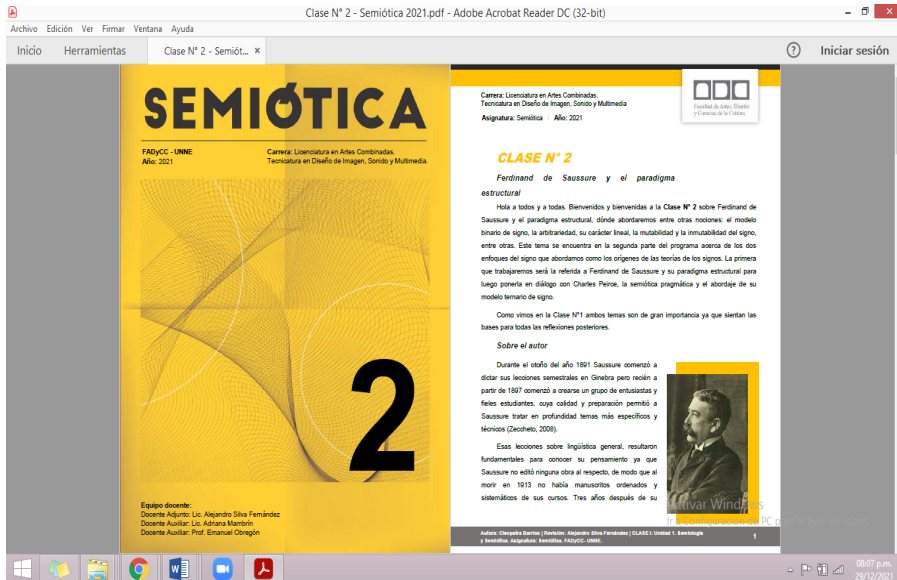 Clase N° 2 - Semiótica 2021.pdf - Adobe Acrobat Reader DC (32-bit)
Archivo Edición Ver Firmar Ventana Ayuda
Inicio Herramientas Clase N° 2 - Semiót... × ? Iniciar sesión
SEMIÓTICA
FADyCC - UNNE
Año: 2021
Carrera: Licenciatura en Artes Combinadas.
Tecnicatura en Diseño de Imagen, Sonido y Multimedia.
2
Equipo docente:
Docente Adjunto: Lic. Alejandro Silva Fernández
Docente Auxiliar: Lic. Adriana Mambrín
Docente Auxiliar: Prof. Emanuel Obregón
Carrera: Licenciatura en Artes Combinadas.
Tecnicatura en Diseño de Imagen, Sonido y Multimedia
Asignatura: Semiótica | Año: 2021
Facultad de Artes, Diseño
y Ciencias de la Cultura
CLASE N° 2
Ferdinand de Saussure y el paradigma
estructural
Hola a todos y a todas. Bienvenidos y bienvenidas a la Clase N° 2 sobre Ferdinand de
Saussure y el paradigma estructural, dónde abordaremos entre otras nociones: el modelo
binario de signo, la arbitrariedad, su carácter lineal, la mutabilidad y la inmutabilidad del signo,
entre otras. Este tema se encuentra en la segunda parte del programa acerca de los dos
enfoques del signo que abordamos como los orígenes de las teorías de los signos. La primera
que trabajaremos será la referida a Ferdinand de Saussure y su paradigma estructural para
luego ponerla en diálogo con Charles Peirce, la semiótica pragmática y el abordaje de su
modelo ternario de signo.
Como vimos en la Clase N°1 ambos temas son de gran importancia ya que sientan las
bases para todas las reflexiones posteriores.
Sobre el autor
Durante el otoño del año 1891 Saussure comenzó a
dictar sus lecciones semestrales en Ginebra pero recién a
partir de 1897 comenzó a crearse un grupo de entusiastas y
fieles estudiantes, cuya calidad y preparación permitió a
Saussure tratar en profundidad temas más específicos y
técnicos (Zeccheto, 2008).
Esas lecciones sobre lingüística general, resultaron
fundamentales para conocer su pensamiento ya que
Saussure no editó ninguna obra al respecto, de modo que al
morir en 1913 no había manuscritos ordenados y
sistemáticos de sus cursos. Tres años después de su
Activar Windows
Ir a Configuración de PC para activar Windows.
Autora: Cleopatra Barrios | Revisión: Alejandro Silva Fernández | CLASE I: Unidad 1. Semiología
y Semiótica. Asignatura: Semiótica. FADyCC- UNNE.
1
08:07 p.m.
29/12/2021